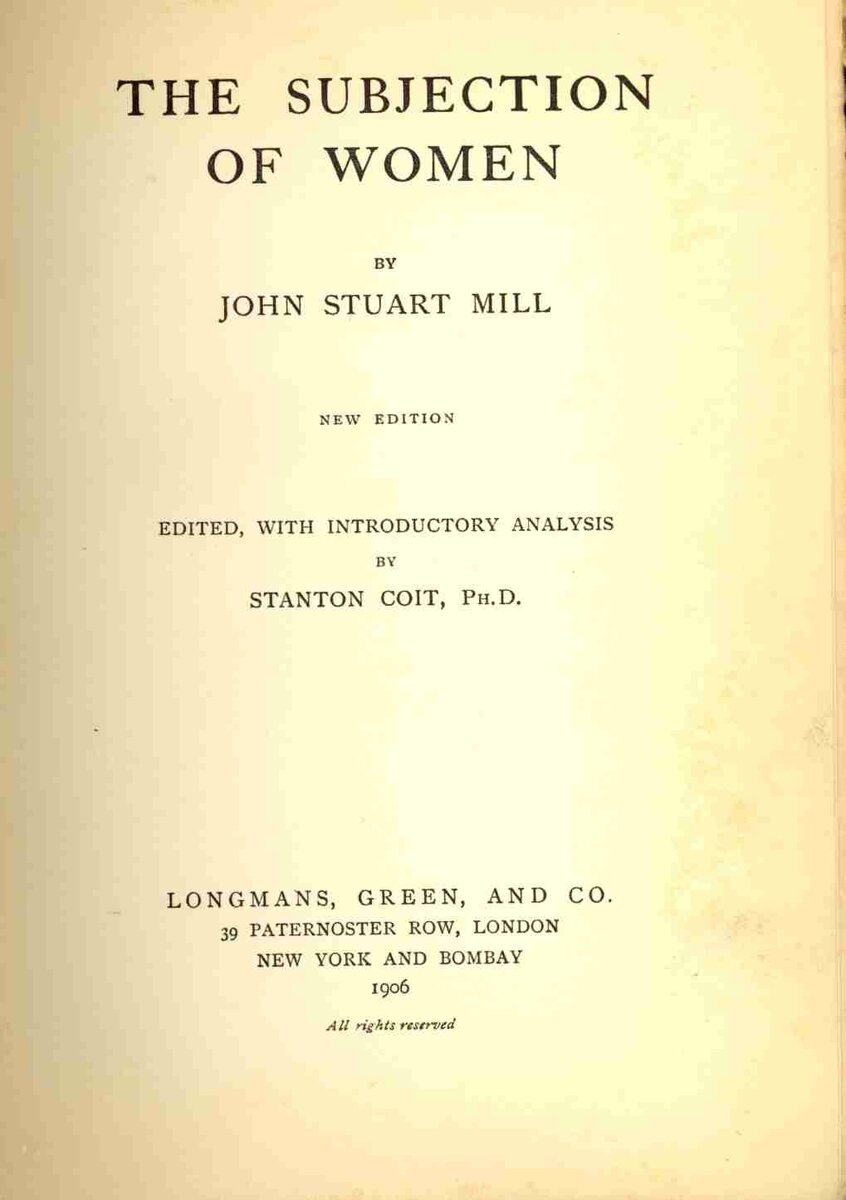 THE SUBJECTION
OF WOMEN
BY
JOHN STUART MILL
NEW EDITION
EDITED, WITH INTRODUCTORY ANALYSIS
BY
STANTON COIT, PH.D.
LONGMANS, GREEN, AND CO.
39 PATERNOSTER ROW, LONDON
NEW YORK AND BOMBAY
1906
All rights reserved